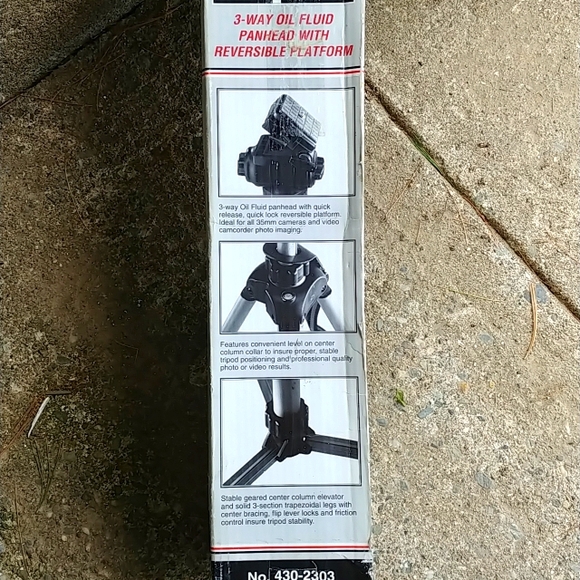 3-WAY OIL FLUID
PANHEAD WITH
REVERSIBLE PLATFORM
3-way Oil Fluid panhead with quick
release, quick lock reversible platform.
Ideal for all 35mm cameras and video
camcorder photo imaging.
Features convenient level on center
column collar to insure proper, stable
tripod positioning and professional quality
photo or video results.
Stable geared center column elevator
and solid 3-section trapezoidal legs with
center bracing, flip lever locks and friction
control insure tripod stability.
No. 430-2303